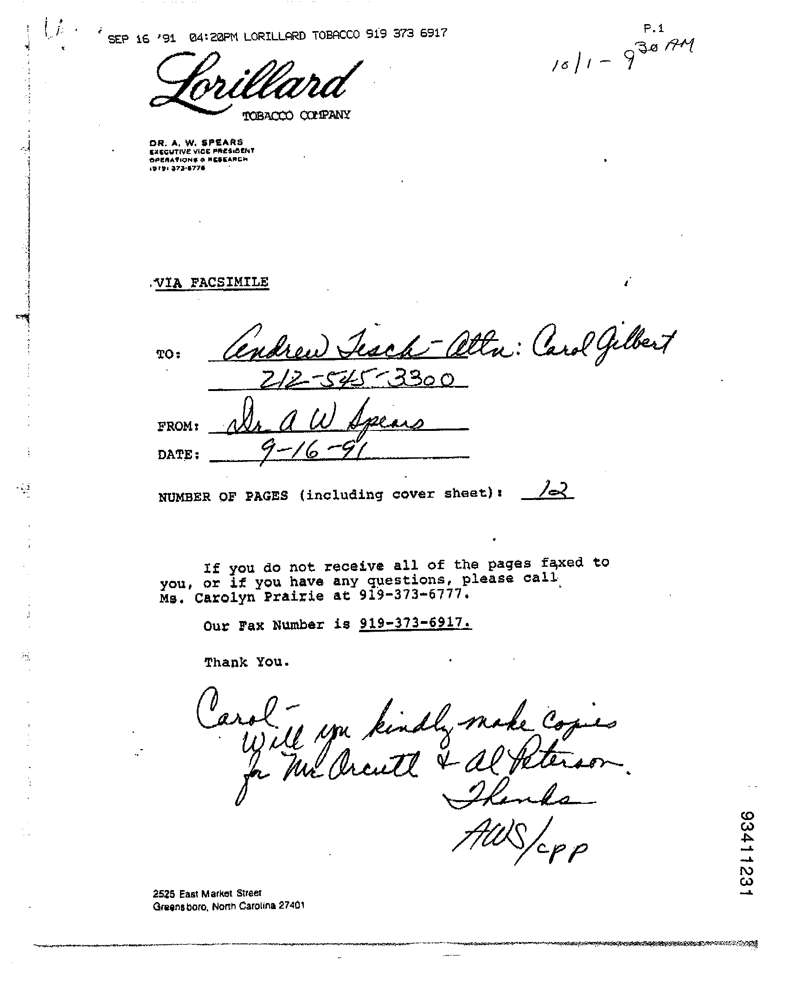 SEP 16 '91 04:20PM LORILLARD TOBACCO 919 373 6917
P.1
10/1 - 9 30 AM
Lorillard
TOBACCO COMPANY
DR. A. W. SPEARS
EXECUTIVE VICE PRESIDENT
OPERATIONS & RESEARCH
(919) 373-6776
VIA FACSIMILE
TO: Andrew Tisch - Attn: Carol Gilbert
212-545-3300
FROM: Dr A W Spears
DATE: 9-16-91
NUMBER OF PAGES (including cover sheet): 12
If you do not receive all of the pages faxed to
you, or if you have any questions, please call
Ms. Carolyn Prairie at 919-373-6777.
Our Fax Number is 919-373-6917.
Thank You.
Carol -
Will you kindly make copies
for Mr. Orcutt & Al Peterson.
Thanks
AWS/cpp
2525 East Market Street
Greensboro, North Carolina 27401
93411231